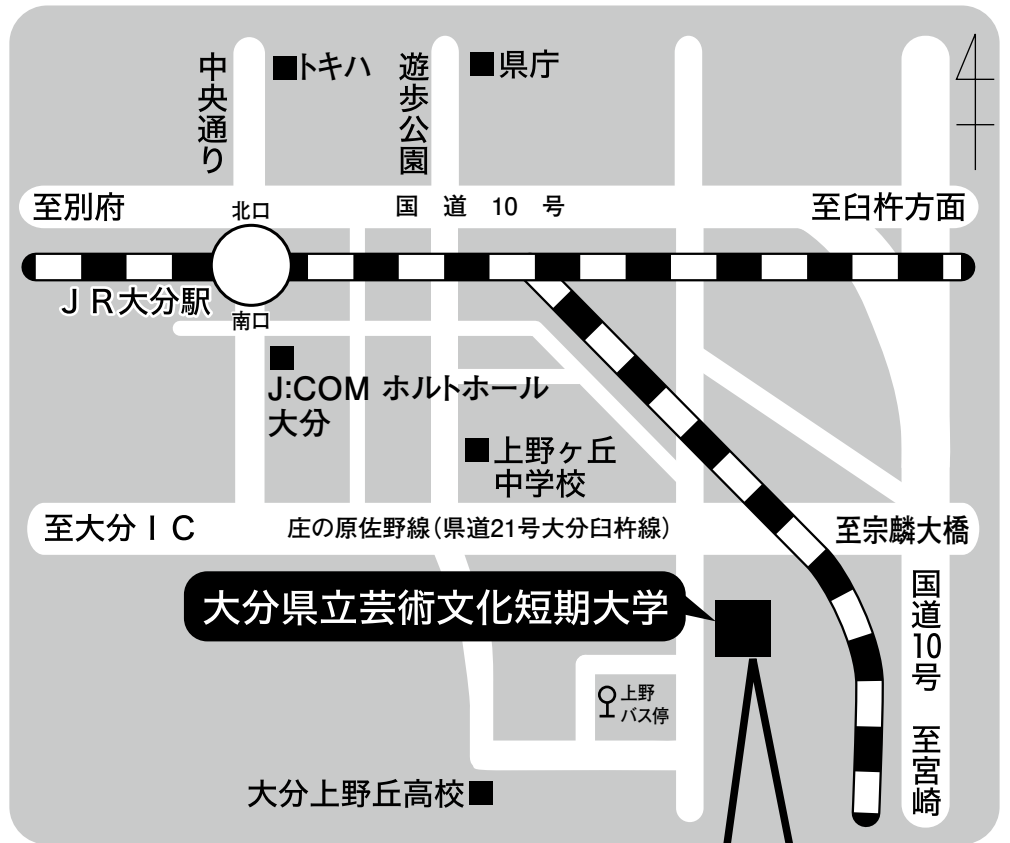 中央通り
トキハ
遊歩公園
県庁
至別府
北口
国道10号
至臼杵方面
JR大分駅
南口
J:COM ホルトホール
大分
上野ヶ丘
中学校
至大分IC
庄の原佐野線(県道21号大分臼杵線)
至宗麟大橋
国道10号 至宮崎
大分県立芸術文化短期大学
上野
バス停
大分上野丘高校